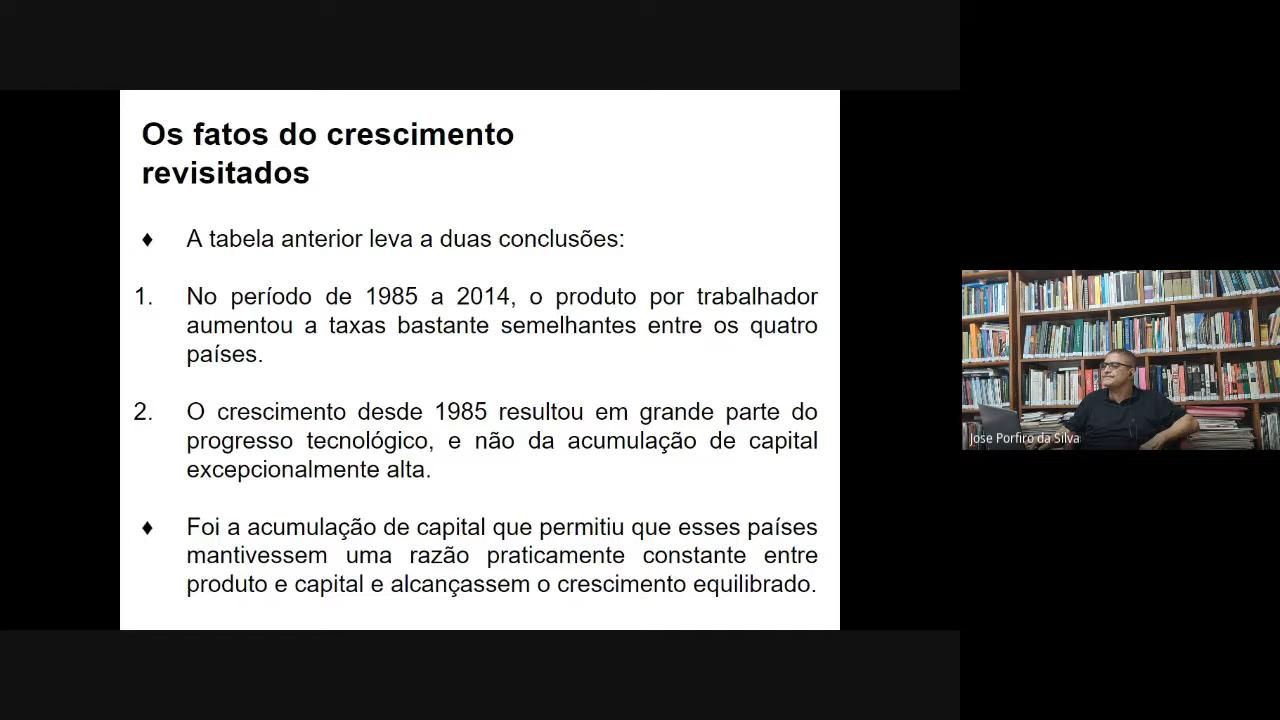 Os fatos do crescimento
revisitados
♦ A tabela anterior leva a duas conclusões:
1. No período de 1985 a 2014, o produto por trabalhador
aumentou a taxas bastante semelhantes entre os quatro
países.
2. O crescimento desde 1985 resultou em grande parte do
progresso tecnológico, e não da acumulação de capital
excepcionalmente alta.
♦ Foi a acumulação de capital que permitiu que esses países
mantivessem uma razão praticamente constante entre
produto e capital e alcançassem o crescimento equilibrado.
Jose Porfiro da Silva